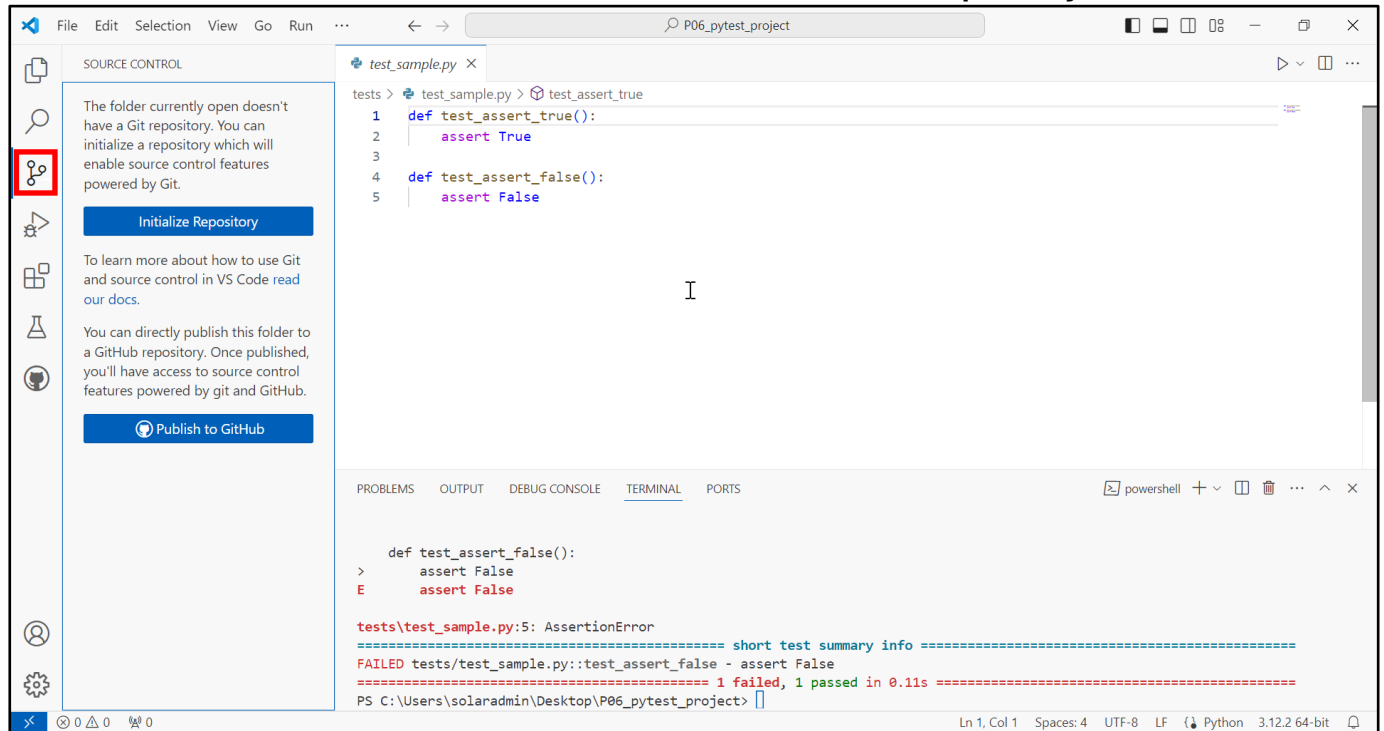 File Edit Selection View Go Run ··· ← → P06_pytest_project
SOURCE CONTROL
The folder currently open doesn't
have a Git repository. You can
initialize a repository which will
enable source control features
powered by Git.
Initialize Repository
To learn more about how to use Git
and source control in VS Code read
our docs.
You can directly publish this folder to
a GitHub repository. Once published,
you'll have access to source control
features powered by git and GitHub.
Publish to GitHub
test_sample.py
tests > test_sample.py > test_assert_true
1 def test_assert_true():
2     assert True
3
4 def test_assert_false():
5     assert False
PROBLEMS OUTPUT DEBUG CONSOLE TERMINAL PORTS powershell
    def test_assert_false():
>       assert False
E       assert False
tests\test_sample.py:5: AssertionError
=============================================== short test summary info ================================================
FAILED tests/test_sample.py::test_assert_false - assert False
============================================= 1 failed, 1 passed in 0.11s ==============================================
PS C:\Users\solaradmin\Desktop\P06_pytest_project>
0 0 0 Ln 1, Col 1 Spaces: 4 UTF-8 LF Python 3.12.2 64-bit